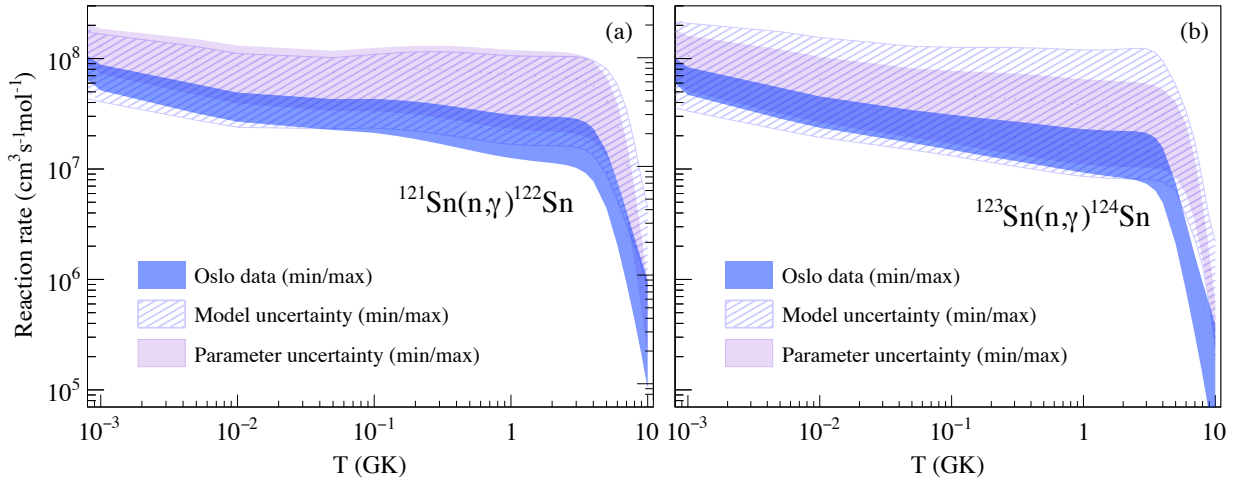 (a)
10⁸
10⁷
10⁶
10⁵
Reaction rate (cm³s⁻¹mol⁻¹)
¹²¹Sn(n,γ)¹²²Sn
Oslo data (min/max)
Model uncertainty (min/max)
Parameter uncertainty (min/max)
10⁻³ 10⁻² 10⁻¹ 1 10
T (GK)
(b)
¹²³Sn(n,γ)¹²⁴Sn
Oslo data (min/max)
Model uncertainty (min/max)
Parameter uncertainty (min/max)
10⁻³ 10⁻² 10⁻¹ 1 10
T (GK)